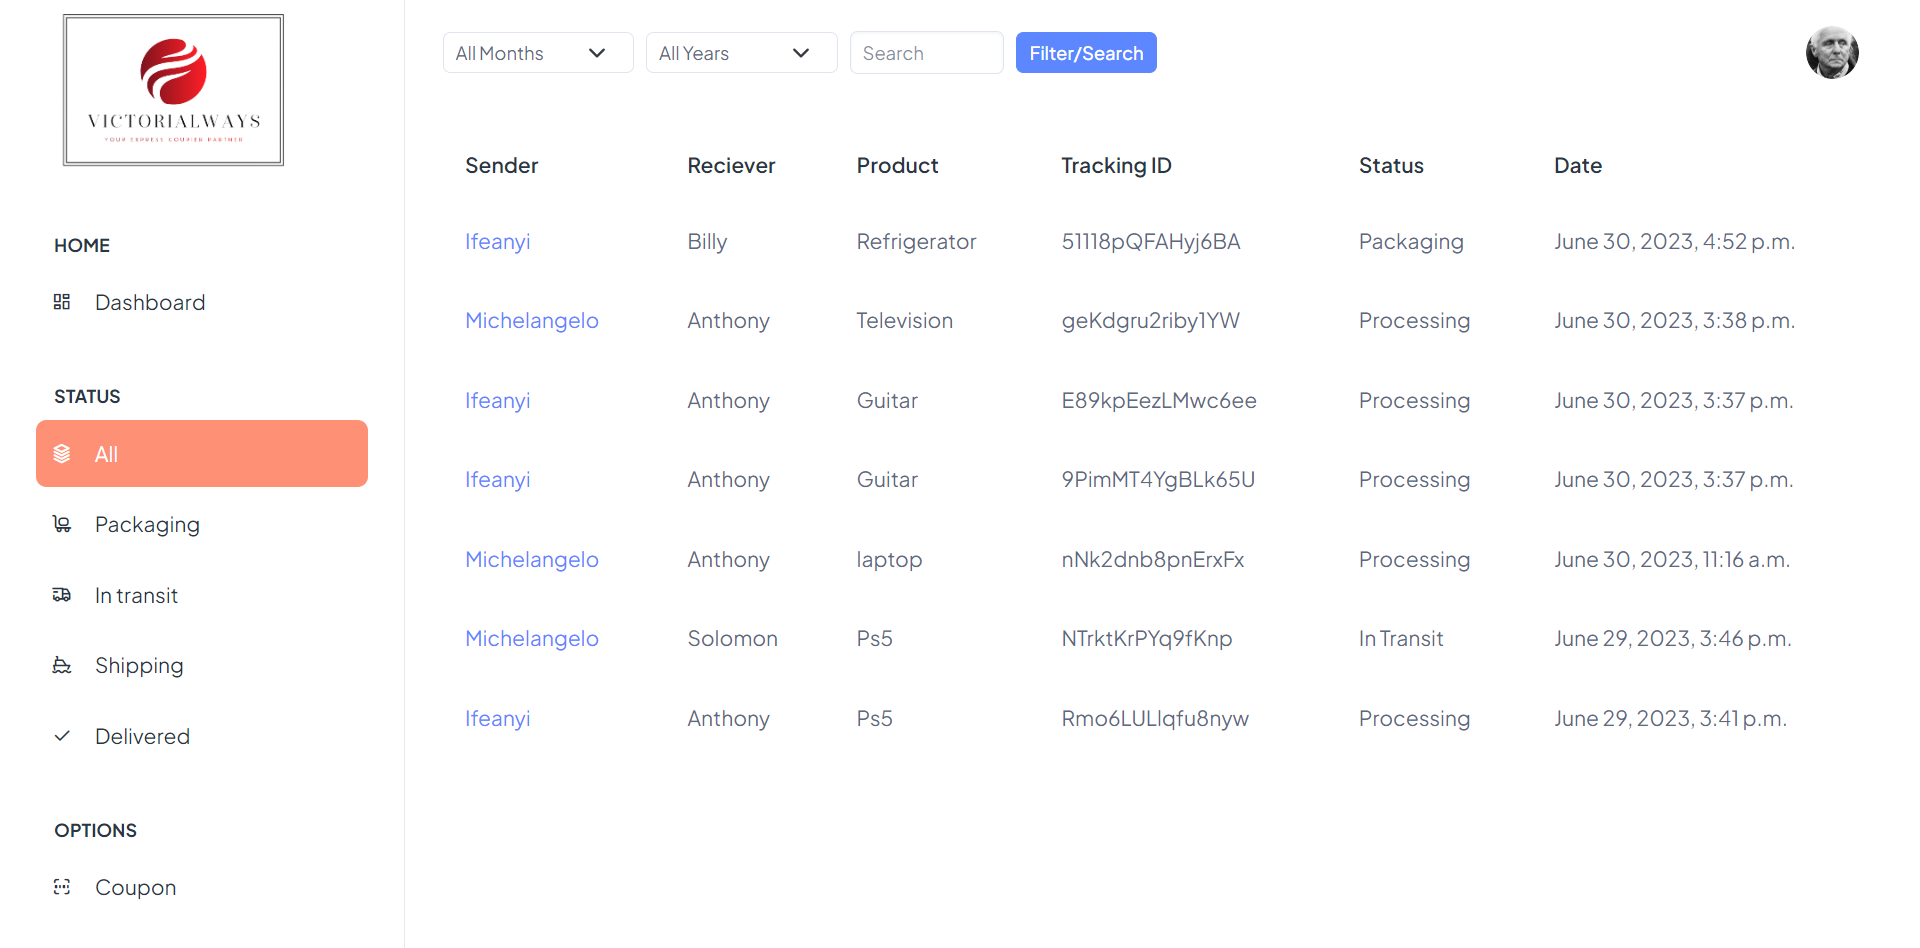 VICTORIALWAYS
YOUR EXPRESS COURIER PARTNER
HOME
Dashboard
STATUS
All
Packaging
In transit
Shipping
Delivered
OPTIONS
Coupon
All Months All Years Search Filter/Search
Sender Reciever Product Tracking ID Status Date
Ifeanyi Billy Refrigerator 51118pQFAHyj6BA Packaging June 30, 2023, 4:52 p.m.
Michelangelo Anthony Television geKdgru2riby1YW Processing June 30, 2023, 3:38 p.m.
Ifeanyi Anthony Guitar E89kpEezLMwc6ee Processing June 30, 2023, 3:37 p.m.
Ifeanyi Anthony Guitar 9PimMT4YgBLk65U Processing June 30, 2023, 3:37 p.m.
Michelangelo Anthony laptop nNk2dnb8pnErxFx Processing June 30, 2023, 11:16 a.m.
Michelangelo Solomon Ps5 NTrktKrPYq9fKnp In Transit June 29, 2023, 3:46 p.m.
Ifeanyi Anthony Ps5 Rmo6LULlqfu8nyw Processing June 29, 2023, 3:41 p.m.